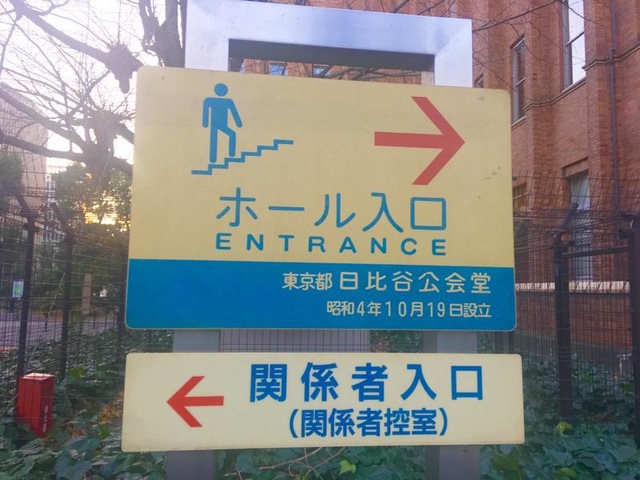 ホール入口
ENTRANCE
東京都 日比谷公会堂
昭和4年10月19日設立
関係者入口
(関係者控室)